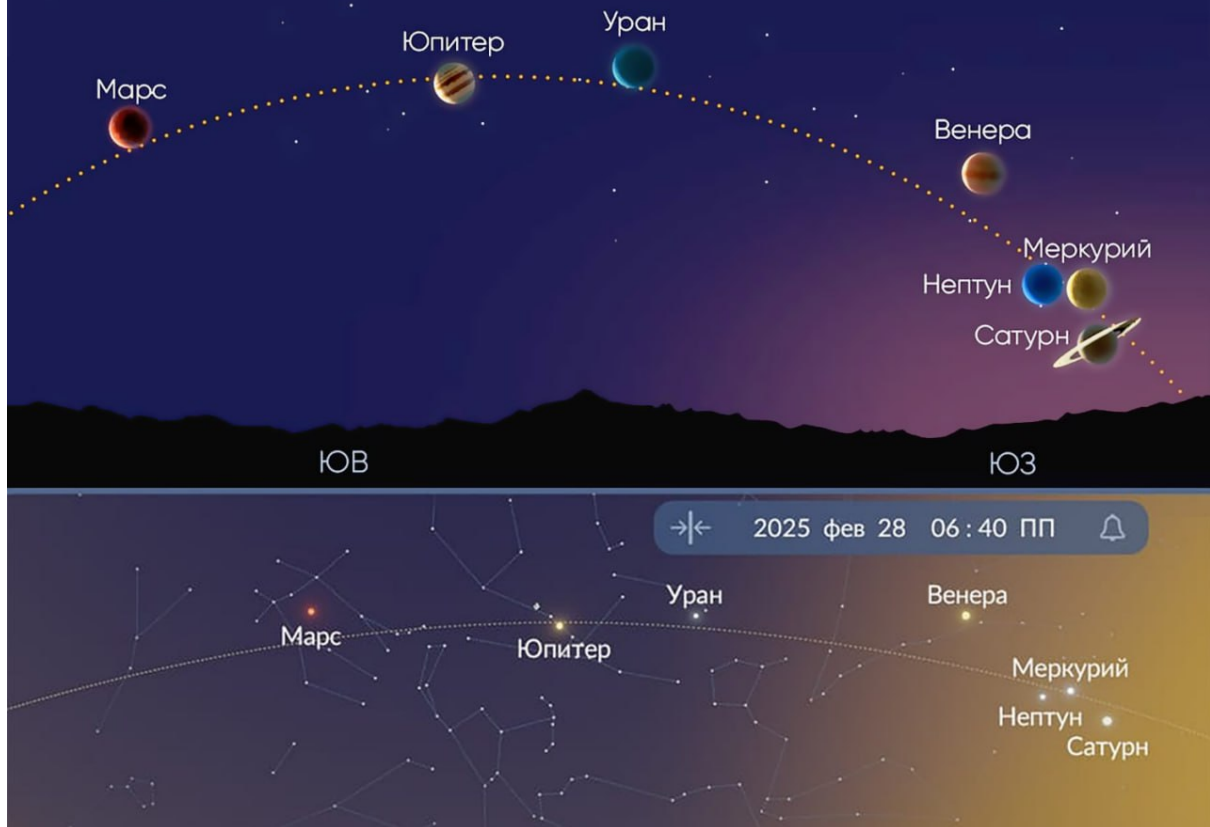 Уран
Юпитер
Марс
Венера
Меркурий
Нептун
Сатурн
ЮВ
ЮЗ
2025 фев 28 06:40 ПП
Уран
Венера
Марс
Юпитер
Меркурий
Нептун
Сатурн